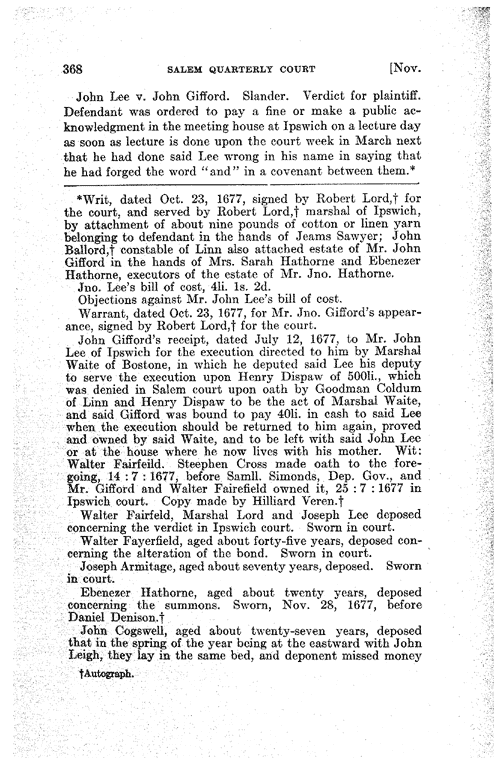 368 SALEM QUARTERLY COURT [Nov.
John Lee v. John Gifford. Slander. Verdict for plaintiff.
Defendant was ordered to pay a fine or make a public ac-
knowledgment in the meeting house at Ipswich on a lecture day
as soon as lecture is done upon the court week in March next
that he had done said Lee wrong in his name in saying that
he had forged the word "and" in a covenant between them.*
*Writ, dated Oct. 23, 1677, signed by Robert Lord,† for
the court, and served by Robert Lord,† marshal of Ipswich,
by attachment of about nine pounds of cotton or linen yarn
belonging to defendant in the hands of Jeams Sawyer; John
Ballord,† constable of Linn also attached estate of Mr. John
Gifford in the hands of Mrs. Sarah Hathorne and Ebenezer
Hathorne, executors of the estate of Mr. Jno. Hathorne.
Jno. Lee's bill of cost, 4li. 1s. 2d.
Objections against Mr. John Lee's bill of cost.
Warrant, dated Oct. 23, 1677, for Mr. Jno. Gifford's appear-
ance, signed by Robert Lord,† for the court.
John Gifford's receipt, dated July 12, 1677, to Mr. John
Lee of Ipswich for the execution directed to him by Marshal
Waite of Bostone, in which he deputed said Lee his deputy
to serve the execution upon Henry Dispaw of 500li., which
was denied in Salem court upon oath by Goodman Coldum
of Linn and Henry Dispaw to be the act of Marshal Waite,
and said Gifford was bound to pay 40li. in cash to said Lee
when the execution should be returned to him again, proved
and owned by said Waite, and to be left with said John Lee
or at the house where he now lives with his mother. Wit:
Walter Fairfeild. Steephen Cross made oath to the fore-
going, 14 : 7 : 1677, before Samll. Simonds, Dep. Gov., and
Mr. Gifford and Walter Fairefield owned it, 25 : 7 : 1677 in
Ipswich court. Copy made by Hilliard Veren.†
Walter Fairfeld, Marshal Lord and Joseph Lee deposed
concerning the verdict in Ipswich court. Sworn in court.
Walter Fayerfield, aged about forty-five years, deposed con-
cerning the alteration of the bond. Sworn in court.
Joseph Armitage, aged about seventy years, deposed. Sworn
in court.
Ebenezer Hathorne, aged about twenty years, deposed
concerning the summons. Sworn, Nov. 28, 1677, before
Daniel Denison.†
John Cogswell, aged about twenty-seven years, deposed
that in the spring of the year being at the eastward with John
Leigh, they lay in the same bed, and deponent missed money
†Autograph.